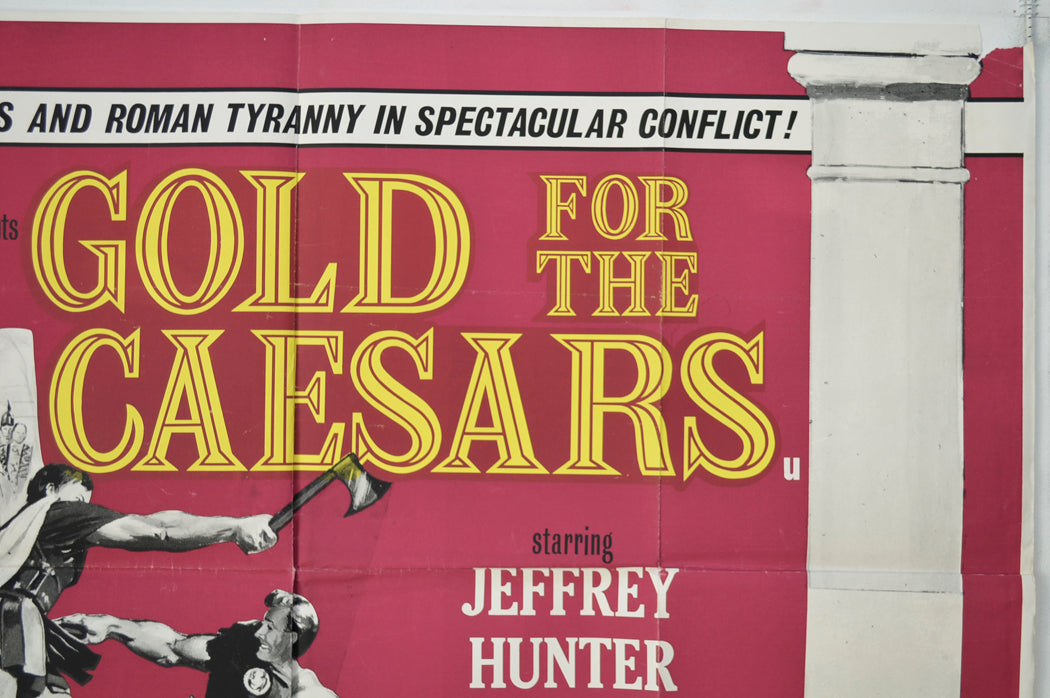 S AND ROMAN TYRANNY IN SPECTACULAR CONFLICT!
ts
GOLD FOR THE
CAESARS
u
starring
JEFFREY
HUNTER